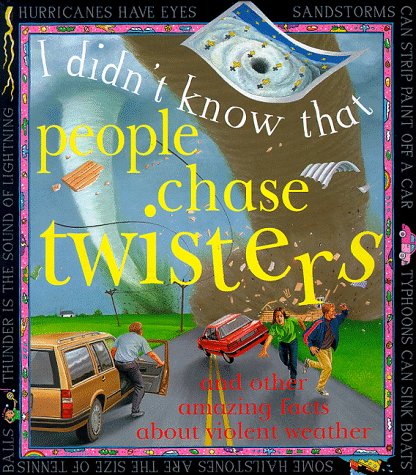 HURRICANES HAVE EYES
SANDSTORMS
CAN STRIP PAINT OFF A CAR
TYPHOONS CAN SINK BOATS
SOME HAILSTONES ARE THE SIZE OF TENNIS
BALLS
THUNDER IS THE SOUND OF LIGHTNING
I didn't know that
people
chase
twisters
and other
amazing facts
about violent weather